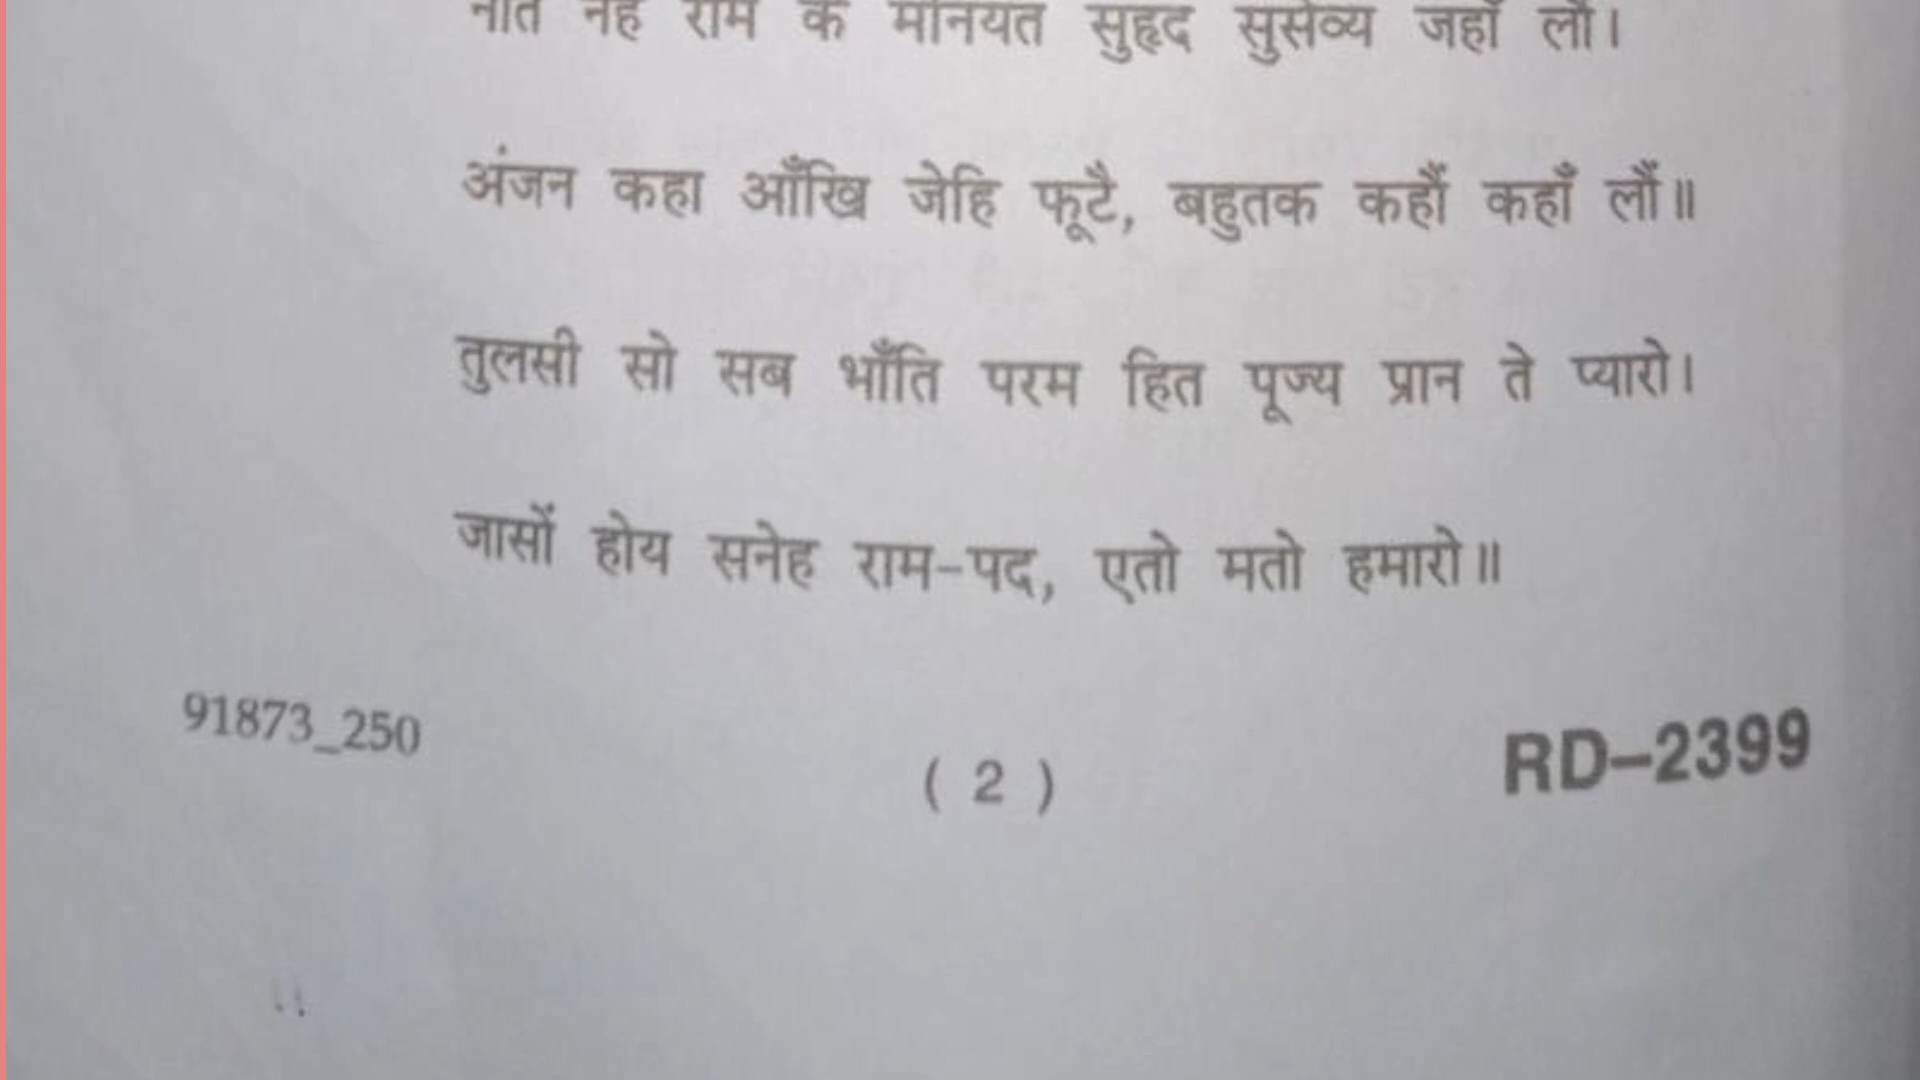 नाते नेह राम के मनियत सुहृद सुसेव्य जहाँ लौं।
अंजन कहा आँखि जेहि फूटै, बहुतक कहौं कहाँ लौं॥
तुलसी सो सब भाँति परम हित पूज्य प्रान ते प्यारो।
जासों होय सनेह राम-पद, एतो मतो हमारो॥
91873_250
( 2 )
RD-2399